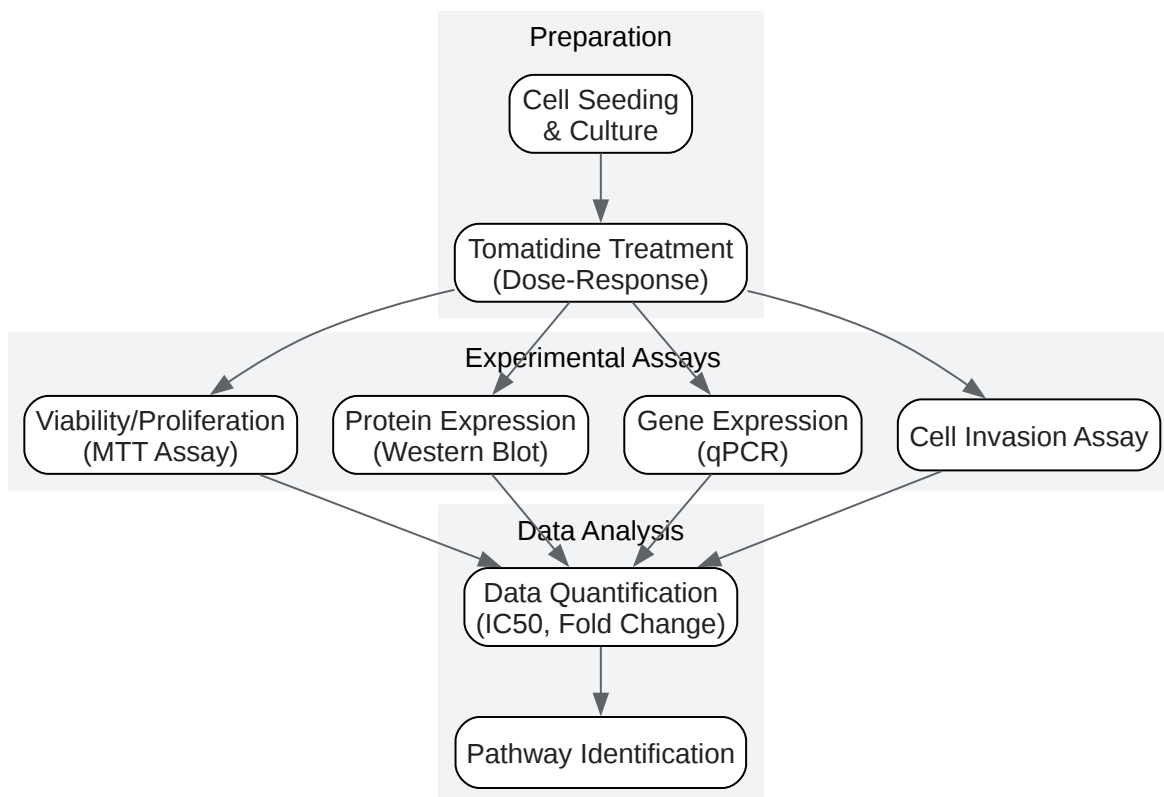 Preparation
Cell Seeding
& Culture
Tomatidine Treatment
(Dose-Response)
Experimental Assays
Viability/Proliferation
(MTT Assay)
Protein Expression
(Western Blot)
Gene Expression
(qPCR)
Cell Invasion Assay
Data Analysis
Data Quantification
(IC50, Fold Change)
Pathway Identification